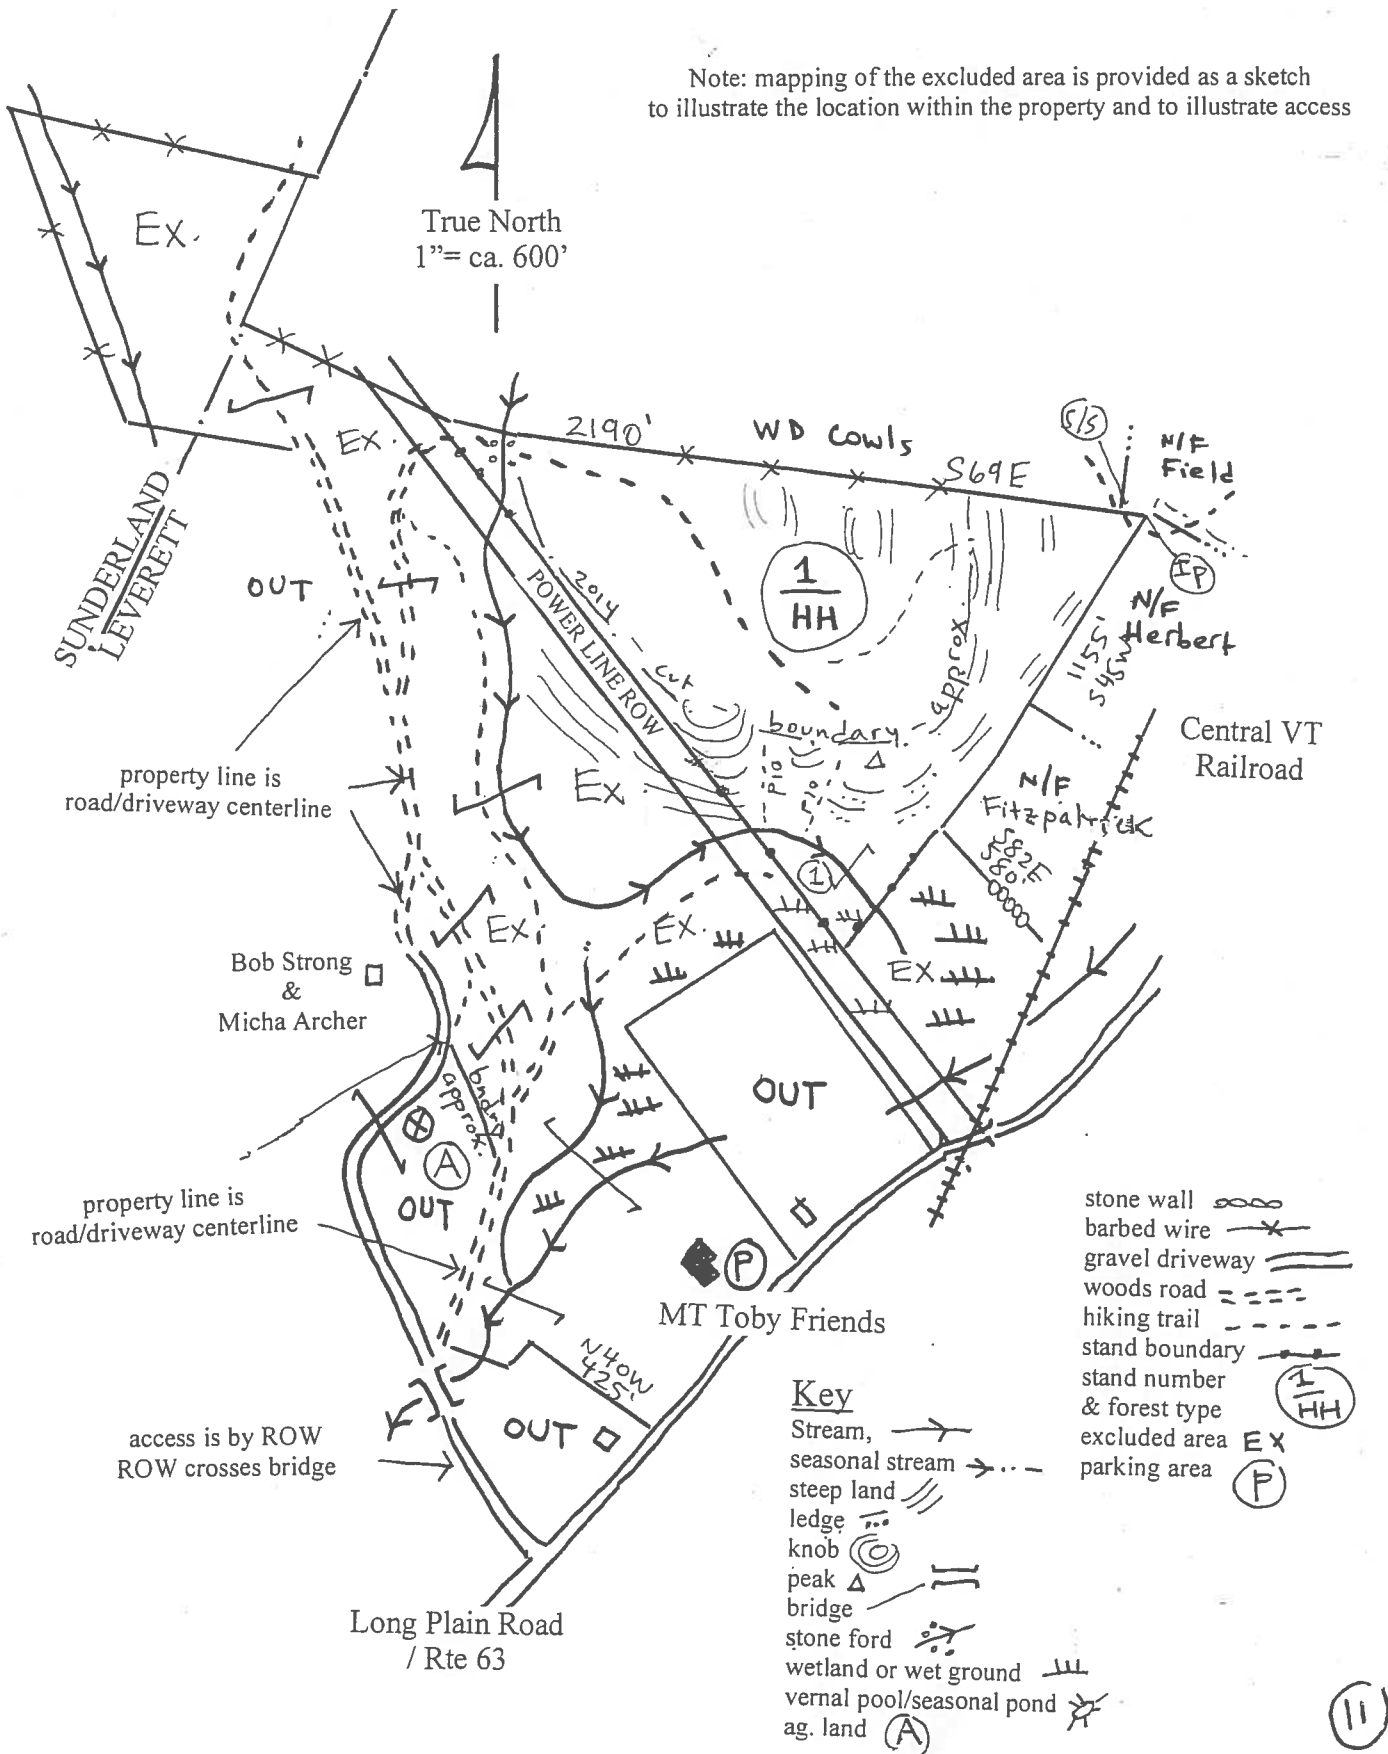 Note: mapping of the excluded area is provided as a sketch
to illustrate the location within the property and to illustrate access
Ex.
True North
1”= ca. 600’
2190'
WD Cowls
S69E
S/S
N/F
Field
IP
N/F
Herbert
1155'
S45W
Ex.
SUNDERLAND
LEVERETT
OUT
2014
cut
POWER LINE ROW
1
HH
approx.
boundary.
P10
P10
Ex
Central VT
Railroad
N/F
Fitzpatrick
S82E
580'
property line is
road/driveway centerline
1
Ex
Ex.
EX
Bob Strong
&
Micha Archer
bndry
approx.
A
OUT
OUT
property line is
road/driveway centerline
P
MT Toby Friends
N40W
425'
OUT
access is by ROW
ROW crosses bridge
Long Plain Road
/ Rte 63
Key
Stream,
seasonal stream
steep land
ledge
knob
peak
bridge
stone ford
wetland or wet ground
vernal pool/seasonal pond
ag. land A
stone wall
barbed wire
gravel driveway
woods road
hiking trail
stand boundary
stand number
& forest type
1
HH
excluded area EX
parking area P
11